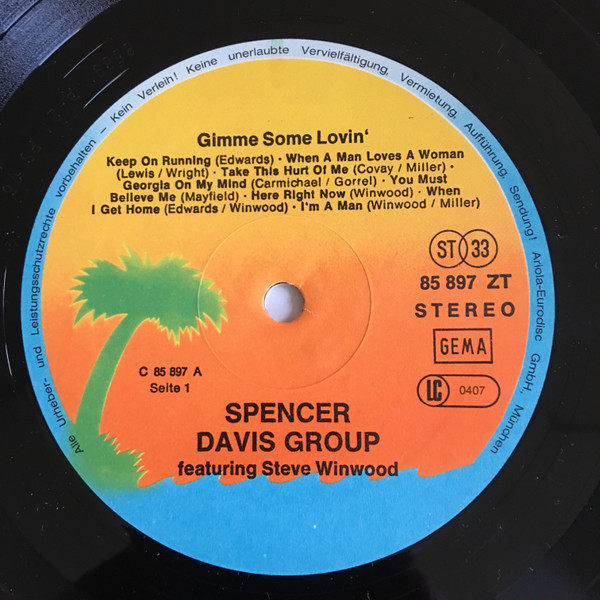 Alle Urheber- und Leistungsschutzrechte vorbehalten – Kein Verleih! Keine unerlaubte Vervielfältigung, Vermietung, Aufführung, Sendung! Ariola-Eurodisc GmbH, München
Gimme Some Lovin'
Keep On Running (Edwards) · When A Man Loves A Woman
(Lewis / Wright) · Take This Hurt Of Me (Covay / Miller) ·
Georgia On My Mind (Carmichael / Gorrel) · You Must
Believe Me (Mayfield) · Here Right Now (Winwood) · When
I Get Home (Edwards / Winwood) · I'm A Man (Winwood / Miller)
ST 33
85 897 ZT
STEREO
GEMA
LC 0407
C 85 897 A
Seite 1
SPENCER
DAVIS GROUP
featuring Steve Winwood